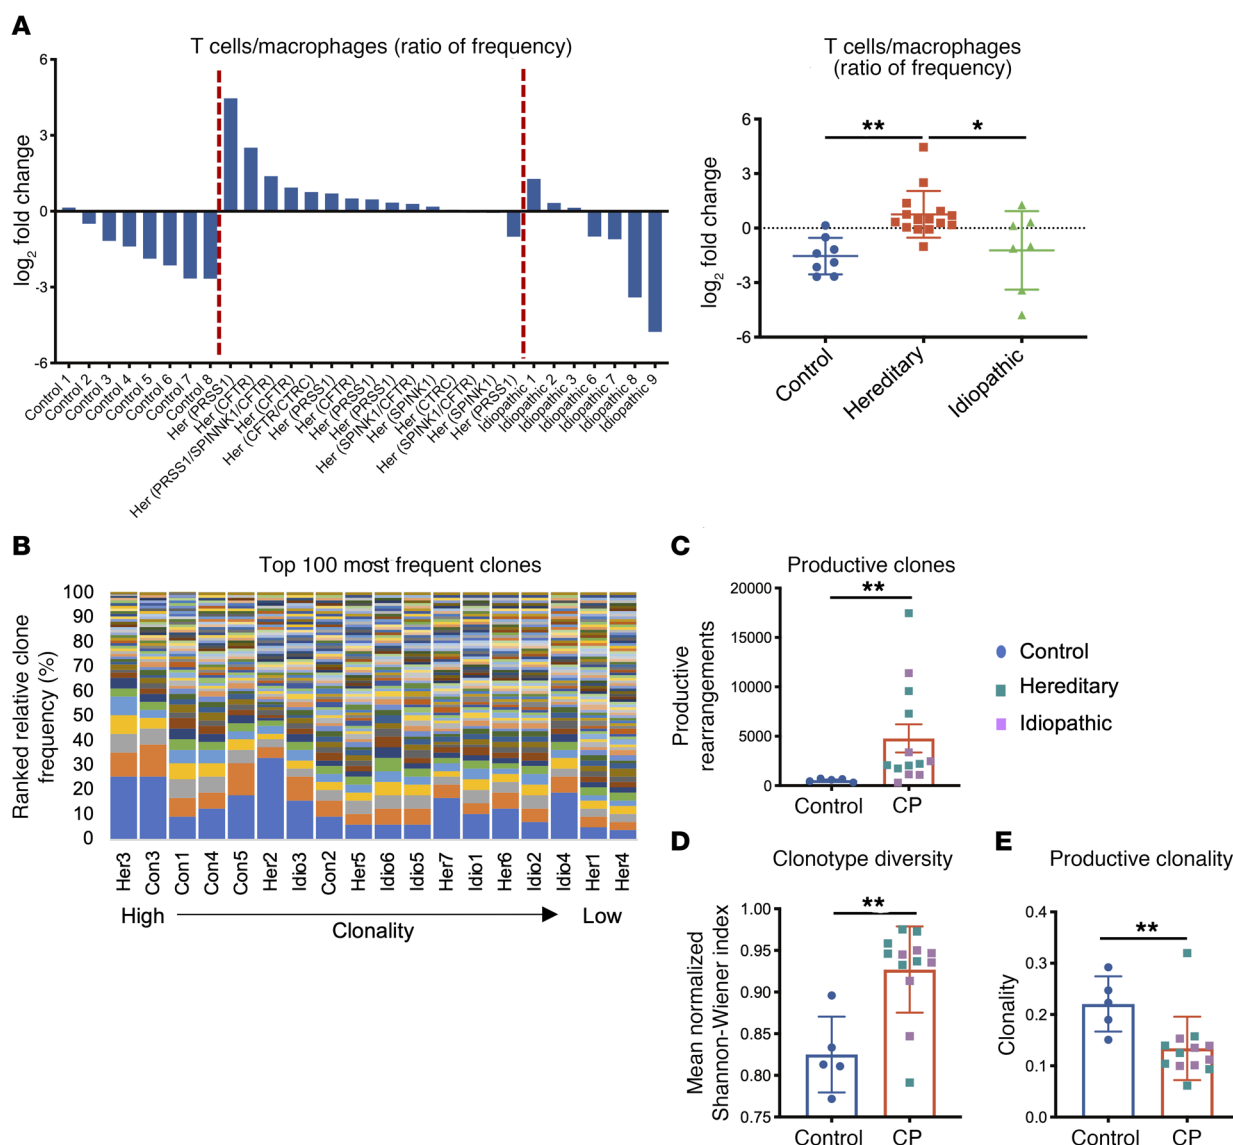 A
T cells/macrophages (ratio of frequency)
log2 fold change
6
3
0
-3
-6
Control 1
Control 2
Control 3
Control 4
Control 5
Control 6
Control 7
Control 8
Her (PRSS1)
Her (CFTR)
Her (PRSS1/SPINNK1/CFTR)
Her (CFTR)
Her (CFTR/CTRC)
Her (PRSS1)
Her (CFTR)
Her (PRSS1)
Her (PRSS1)
Her (SPINK1/CFTR)
Her (SPINK1)
Her (CTRC)
Her (SPINK1/CFTR)
Her (SPINK1)
Her (PRSS1)
Idiopathic 1
Idiopathic 2
Idiopathic 3
Idiopathic 6
Idiopathic 7
Idiopathic 8
Idiopathic 9
T cells/macrophages
(ratio of frequency)
log2 fold change
6
3
0
-3
-6
**
*
Control
Hereditary
Idiopathic
B
Top 100 most frequent clones
Ranked relative clone
frequency (%)
100
90
80
70
60
50
40
30
20
10
0
Her3
Con3
Con1
Con4
Con5
Her2
Idio3
Con2
Her5
Idio6
Idio5
Her7
Idio1
Her6
Idio2
Idio4
Her1
Her4
High
Clonality
Low
C
Productive clones
**
Productive
rearrangements
20000
15000
10000
5000
0
Control
CP
Control
Hereditary
Idiopathic
D
Clonotype diversity
**
Mean normalized
Shannon-Wiener index
1.00
0.95
0.90
0.85
0.80
0.75
Control
CP
E
Productive clonality
**
Clonality
0.4
0.3
0.2
0.1
0.0
Control
CP